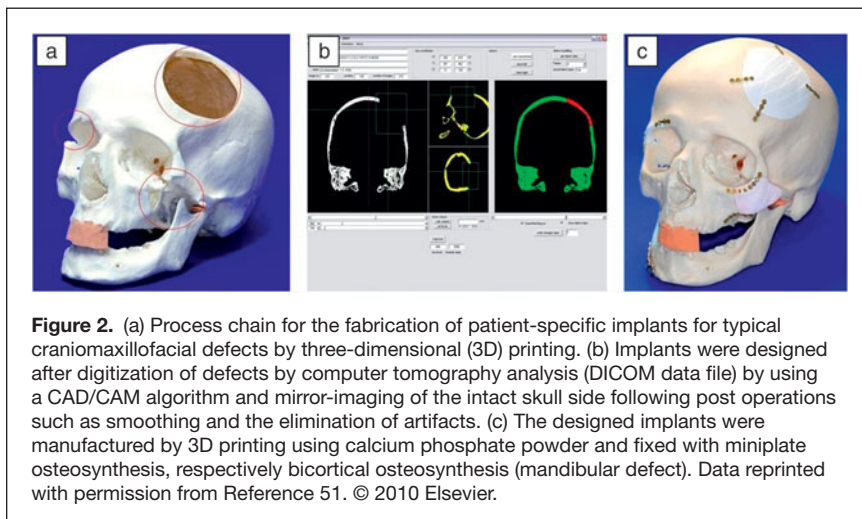 a
b
c
Figure 2. (a) Process chain for the fabrication of patient-specific implants for typical
craniomaxillofacial defects by three-dimensional (3D) printing. (b) Implants were designed
after digitization of defects by computer tomography analysis (DICOM data file) by using
a CAD/CAM algorithm and mirror-imaging of the intact skull side following post operations
such as smoothing and the elimination of artifacts. (c) The designed implants were
manufactured by 3D printing using calcium phosphate powder and fixed with miniplate
osteosynthesis, respectively bicortical osteosynthesis (mandibular defect). Data reprinted
with permission from Reference 51. © 2010 Elsevier.